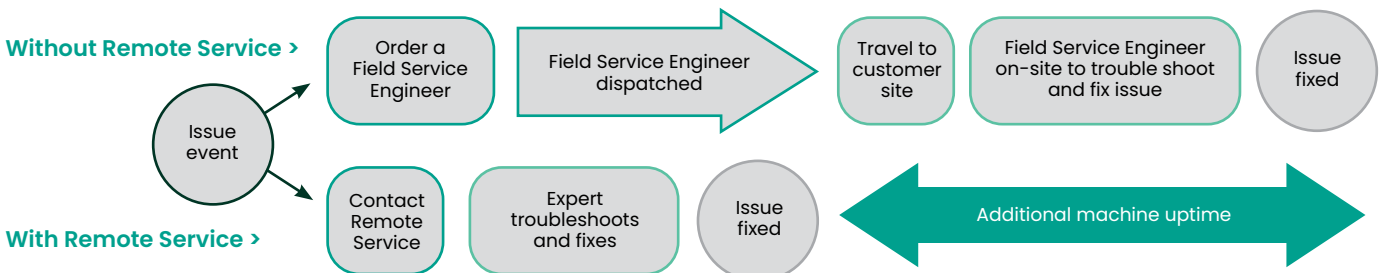 Without Remote Service >
Order a
Field Service
Engineer
Field Service Engineer
dispatched
Travel to
customer
site
Field Service Engineer
on-site to trouble shoot
and fix issue
Issue
fixed
Issue
event
With Remote Service >
Contact
Remote
Service
Expert
troubleshoots
and fixes
Issue
fixed
Additional machine uptime